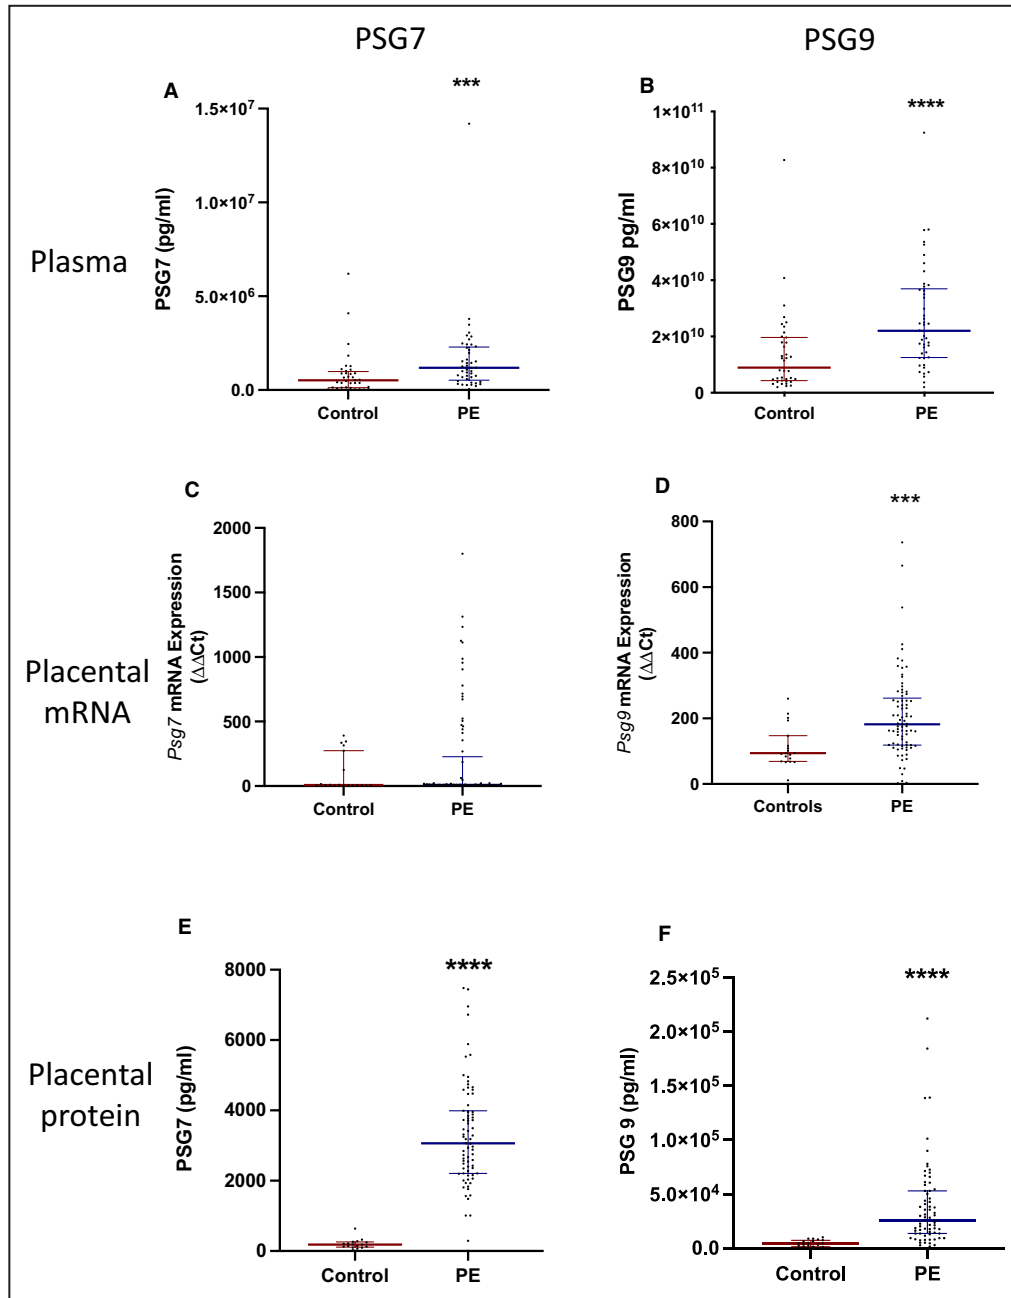 PSG7
PSG9
Plasma
A
***
PSG7 (pg/ml)
1.5×10⁷
1.0×10⁷
5.0×10⁶
0.0
Control
PE
B
****
PSG9 pg/ml
1×10¹¹
8×10¹⁰
6×10¹⁰
4×10¹⁰
2×10¹⁰
0
Control
PE
Placental
mRNA
C
Psg7 mRNA Expression
(ΔΔCt)
2000
1500
1000
500
0
Control
PE
D
***
Psg9 mRNA Expression
(ΔΔCt)
800
600
400
200
0
Controls
PE
Placental
protein
E
****
PSG7 (pg/ml)
8000
6000
4000
2000
0
Control
PE
F
****
PSG 9 (pg/ml)
2.5×10⁵
2.0×10⁵
1.5×10⁵
1.0×10⁵
5.0×10⁴
0.0
Control
PE